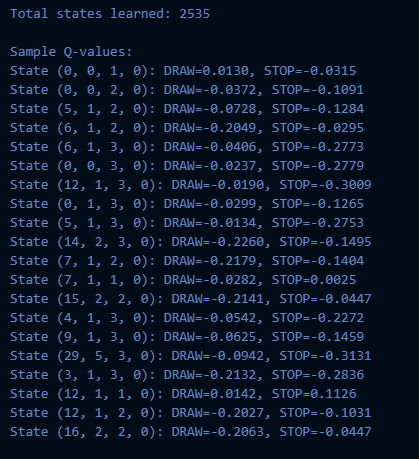 Total states learned: 2535
Sample Q-values:
State (0, 0, 1, 0): DRAW=0.0130, STOP=-0.0315
State (0, 0, 2, 0): DRAW=-0.0372, STOP=-0.1091
State (5, 1, 2, 0): DRAW=-0.0728, STOP=-0.1284
State (6, 1, 2, 0): DRAW=-0.2049, STOP=-0.0295
State (6, 1, 3, 0): DRAW=-0.0406, STOP=-0.2773
State (0, 0, 3, 0): DRAW=-0.0237, STOP=-0.2779
State (12, 1, 3, 0): DRAW=-0.0190, STOP=-0.3009
State (0, 1, 3, 0): DRAW=-0.0299, STOP=-0.1265
State (5, 1, 3, 0): DRAW=-0.0134, STOP=-0.2753
State (14, 2, 3, 0): DRAW=-0.2260, STOP=-0.1495
State (7, 1, 2, 0): DRAW=-0.2179, STOP=-0.1404
State (7, 1, 1, 0): DRAW=-0.0282, STOP=0.0025
State (15, 2, 2, 0): DRAW=-0.2141, STOP=-0.0447
State (4, 1, 3, 0): DRAW=-0.0542, STOP=-0.2272
State (9, 1, 3, 0): DRAW=-0.0625, STOP=-0.1459
State (29, 5, 3, 0): DRAW=-0.0942, STOP=-0.3131
State (3, 1, 3, 0): DRAW=-0.2132, STOP=-0.2836
State (12, 1, 1, 0): DRAW=0.0142, STOP=0.1126
State (12, 1, 2, 0): DRAW=-0.2027, STOP=-0.1031
State (16, 2, 2, 0): DRAW=-0.2063, STOP=-0.0447